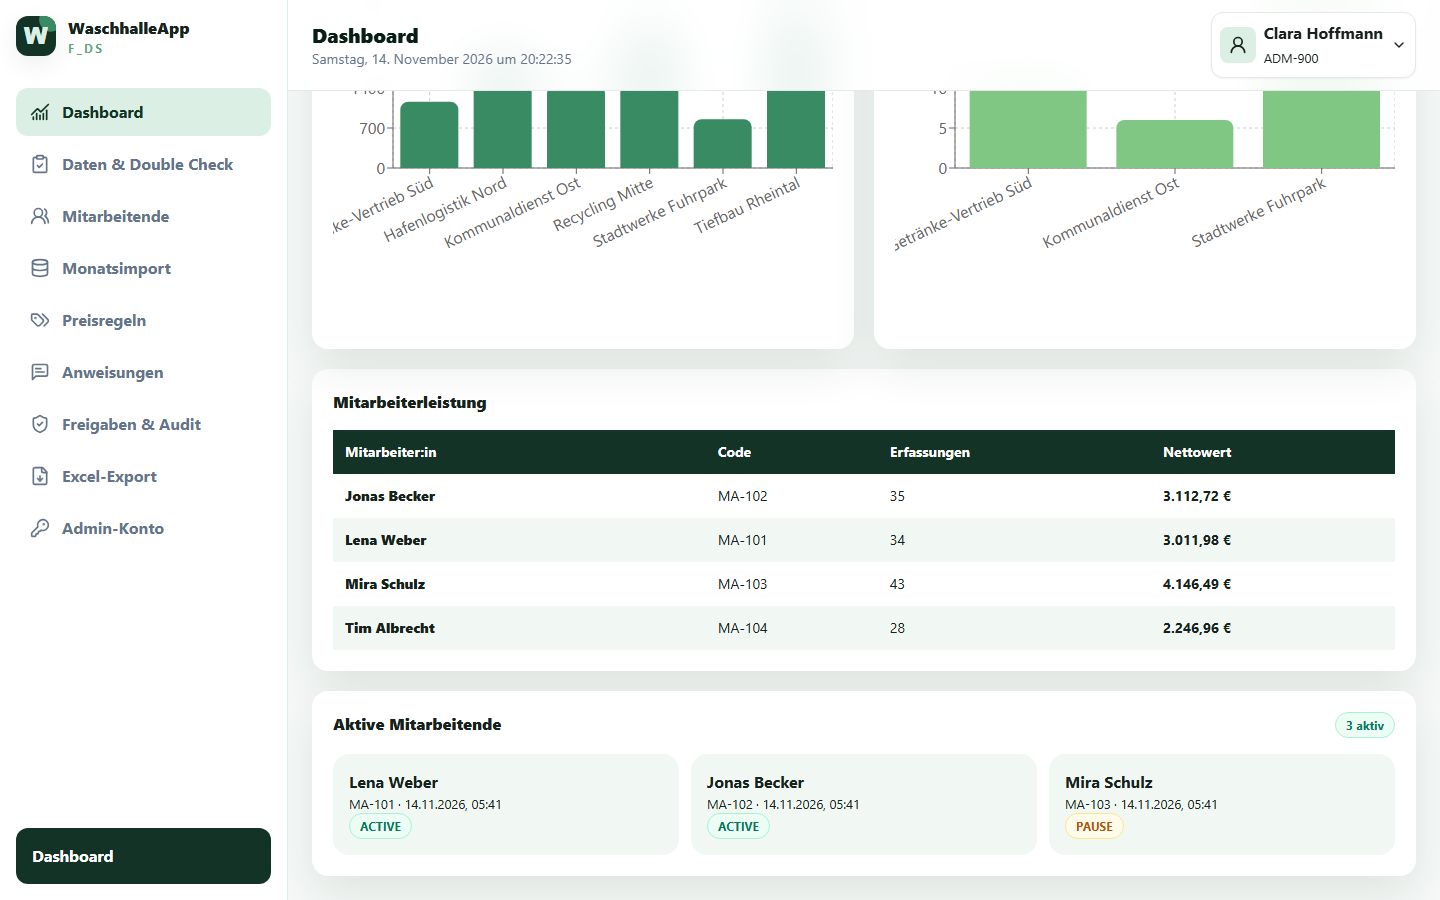 W
WaschhalleApp
F_DS
Dashboard
Daten & Double Check
Mitarbeitende
Monatsimport
Preisregeln
Anweisungen
Freigaben & Audit
Excel-Export
Admin-Konto
Dashboard
Dashboard
Samstag, 14. November 2026 um 20:22:35
Clara Hoffmann
ADM-900
700
0
ke-Vertrieb Süd
Hafenlogistik Nord
Kommunaldienst Ost
Recycling Mitte
Stadtwerke Fuhrpark
Tiefbau Rheintal
5
0
Getränke-Vertrieb Süd
Kommunaldienst Ost
Stadtwerke Fuhrpark
Mitarbeiterleistung
Mitarbeiter:in Code Erfassungen Nettowert
Jonas Becker MA-102 35 3.112,72 €
Lena Weber MA-101 34 3.011,98 €
Mira Schulz MA-103 43 4.146,49 €
Tim Albrecht MA-104 28 2.246,96 €
Aktive Mitarbeitende
3 aktiv
Lena Weber
MA-101 · 14.11.2026, 05:41
ACTIVE
Jonas Becker
MA-102 · 14.11.2026, 05:41
ACTIVE
Mira Schulz
MA-103 · 14.11.2026, 05:41
PAUSE